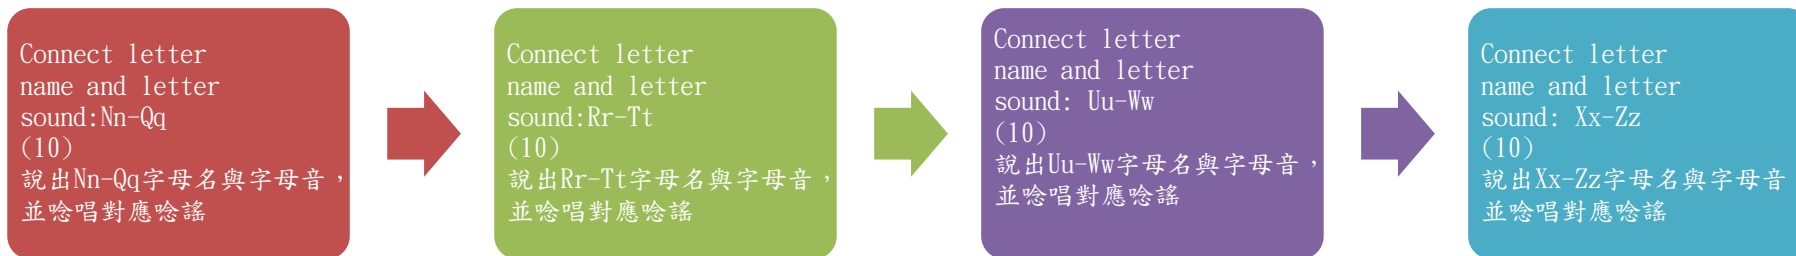 Connect letter
name and letter
sound:Nn-Qq
(10)
說出Nn-Qq字母名與字母音，
並唸唱對應唸謠
Connect letter
name and letter
sound:Rr-Tt
(10)
說出Rr-Tt字母名與字母音，
並唸唱對應唸謠
Connect letter
name and letter
sound: Uu-Ww
(10)
說出Uu-Ww字母名與字母音，
並唸唱對應唸謠
Connect letter
name and letter
sound: Xx-Zz
(10)
說出Xx-Zz字母名與字母音
並唸唱對應唸謠